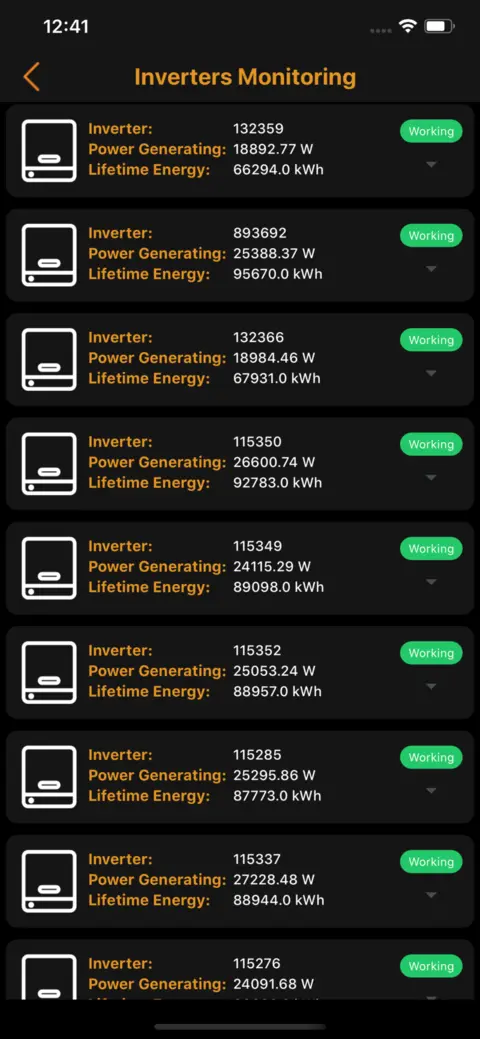 12:41
Inverters Monitoring
Inverter: 132359
Working
Power Generating: 18892.77 W
Lifetime Energy: 66294.0 kWh
Inverter: 893692
Working
Power Generating: 25388.37 W
Lifetime Energy: 95670.0 kWh
Inverter: 132366
Working
Power Generating: 18984.46 W
Lifetime Energy: 67931.0 kWh
Inverter: 115350
Working
Power Generating: 26600.74 W
Lifetime Energy: 92783.0 kWh
Inverter: 115349
Working
Power Generating: 24115.29 W
Lifetime Energy: 89098.0 kWh
Inverter: 115352
Working
Power Generating: 25053.24 W
Lifetime Energy: 88957.0 kWh
Inverter: 115285
Working
Power Generating: 25295.86 W
Lifetime Energy: 87773.0 kWh
Inverter: 115337
Working
Power Generating: 27228.48 W
Lifetime Energy: 88944.0 kWh
Inverter: 115276
Working
Power Generating: 24091.68 W